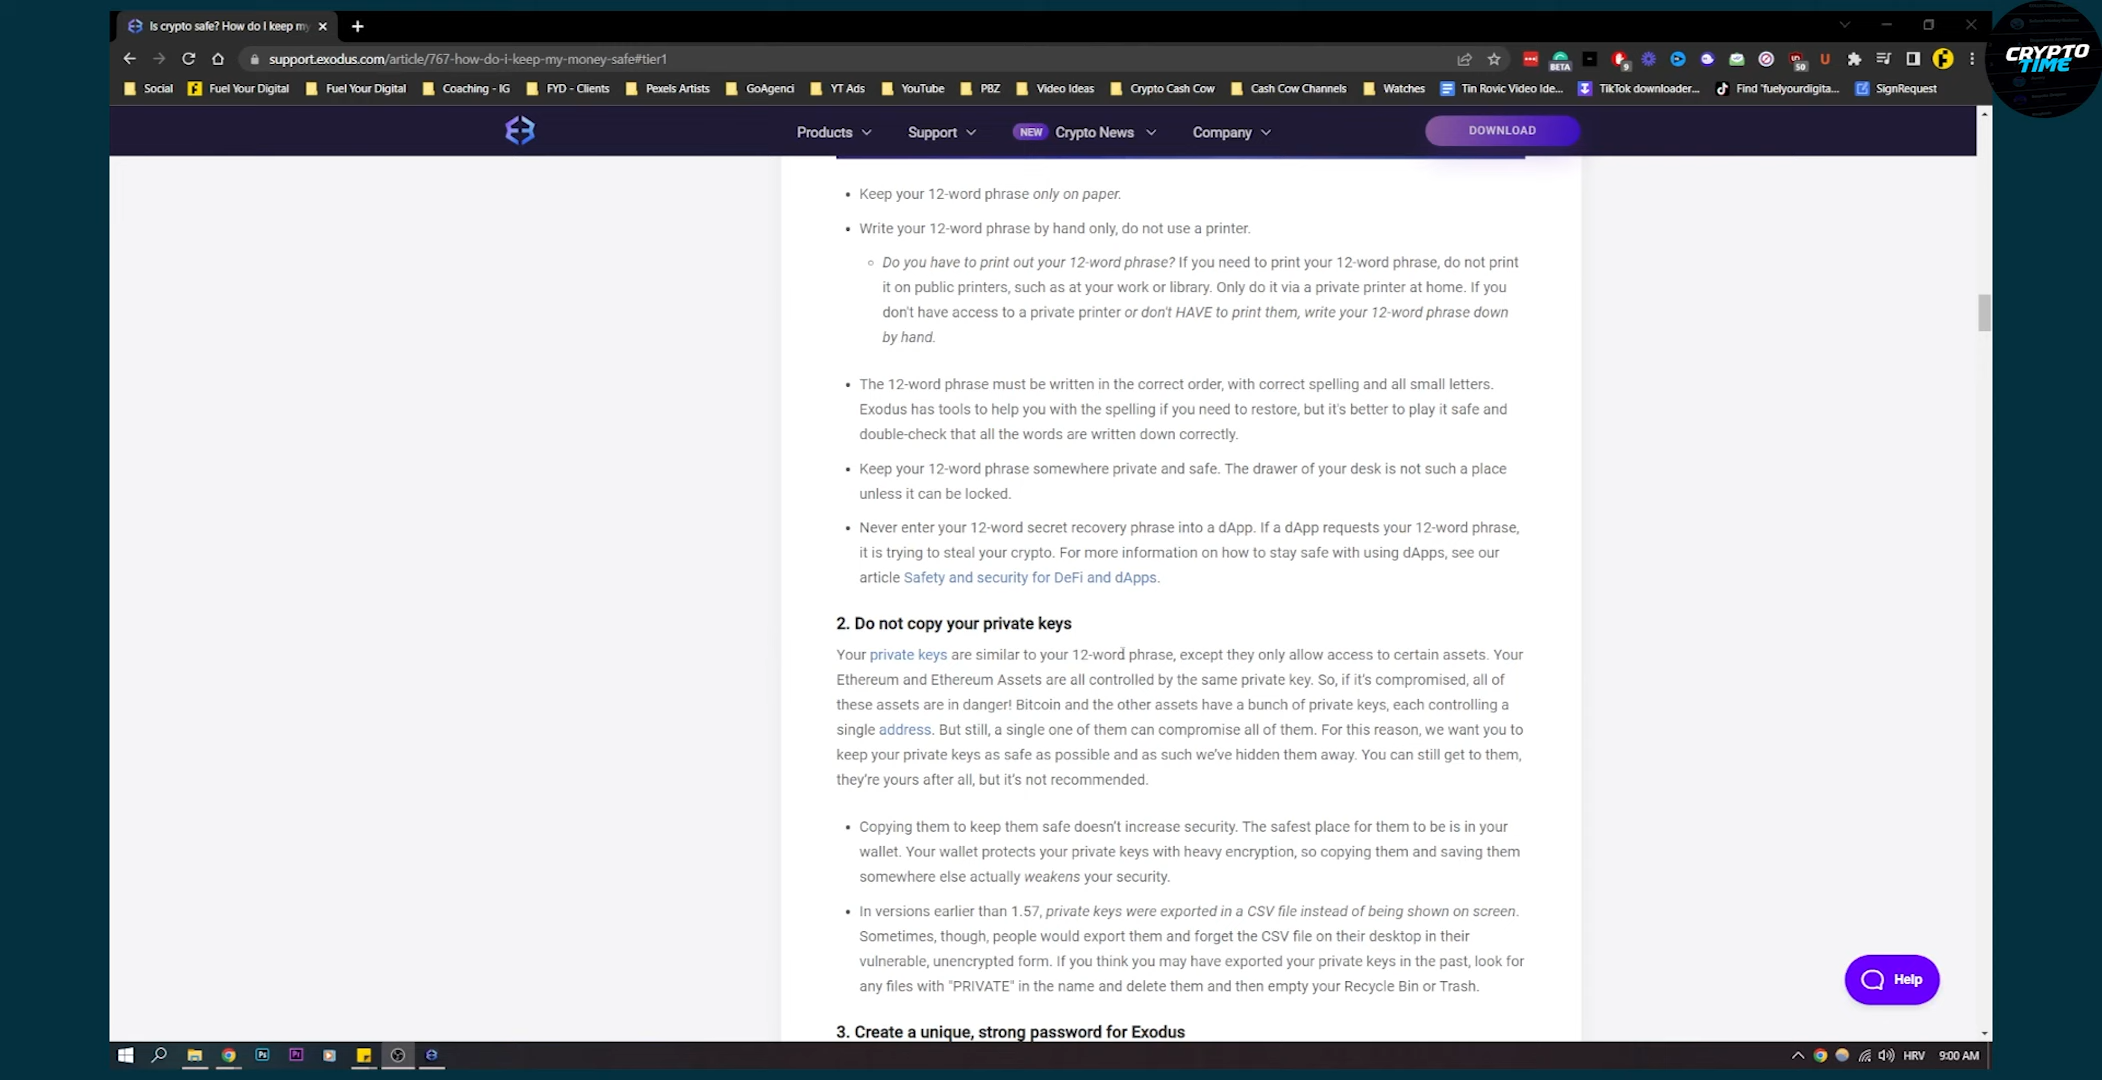 Is crypto safe? How do I keep my
CRYPTO
TIME
support.exodus.com/article/767-how-do-i-keep-my-money-safe#tier1
BETA
9
50
Social
Fuel Your Digital
Fuel Your Digital
Coaching - IG
FYD - Clients
Pexels Artists
GoAgenci
YT Ads
YouTube
PBZ
Video Ideas
Crypto Cash Cow
Cash Cow Channels
Watches
Tin Rovic Video Ide...
TikTok downloader...
Find 'fuelyourdigita...
SignRequest
Products
Support
NEW Crypto News
Company
DOWNLOAD
• Keep your 12-word phrase only on paper.
• Write your 12-word phrase by hand only, do not use a printer.
Do you have to print out your 12-word phrase? If you need to print your 12-word phrase, do not print
it on public printers, such as at your work or library. Only do it via a private printer at home. If you
don't have access to a private printer or don't HAVE to print them, write your 12-word phrase down
by hand.
• The 12-word phrase must be written in the correct order, with correct spelling and all small letters.
Exodus has tools to help you with the spelling if you need to restore, but it's better to play it safe and
double-check that all the words are written down correctly.
• Keep your 12-word phrase somewhere private and safe. The drawer of your desk is not such a place
unless it can be locked.
• Never enter your 12-word secret recovery phrase into a dApp. If a dApp requests your 12-word phrase,
it is trying to steal your crypto. For more information on how to stay safe with using dApps, see our
article Safety and security for DeFi and dApps.
2. Do not copy your private keys
Your private keys are similar to your 12-word phrase, except they only allow access to certain assets. Your
Ethereum and Ethereum Assets are all controlled by the same private key. So, if it's compromised, all of
these assets are in danger! Bitcoin and the other assets have a bunch of private keys, each controlling a
single address. But still, a single one of them can compromise all of them. For this reason, we want you to
keep your private keys as safe as possible and as such we've hidden them away. You can still get to them,
they're yours after all, but it's not recommended.
• Copying them to keep them safe doesn't increase security. The safest place for them to be is in your
wallet. Your wallet protects your private keys with heavy encryption, so copying them and saving them
somewhere else actually weakens your security.
• In versions earlier than 1.57, private keys were exported in a CSV file instead of being shown on screen.
Sometimes, though, people would export them and forget the CSV file on their desktop in their
vulnerable, unencrypted form. If you think you may have exported your private keys in the past, look for
any files with "PRIVATE" in the name and delete them and then empty your Recycle Bin or Trash.
Help
3. Create a unique, strong password for Exodus
Ps
Pr
HRV
9:00 AM